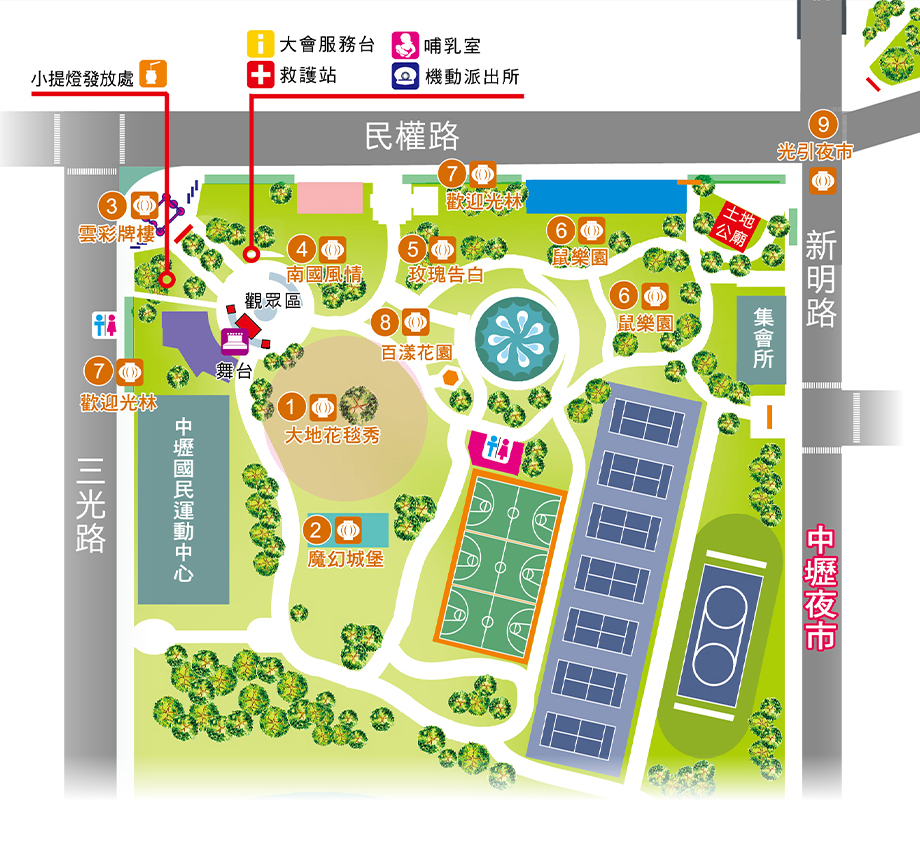 大會服務台
哺乳室
小提燈發放處
救護站
機動派出所
民權路
9
光引夜市
7
歡迎光林
3
雲彩牌樓
土地
公廟
6
鼠樂園
4
南國風情
5
玫瑰告白
新明路
觀眾區
6
鼠樂園
8
百漾花園
集會所
舞台
7
歡迎光林
1
大地花毯秀
中壢國民運動中心
三光路
2
魔幻城堡
中壢夜市